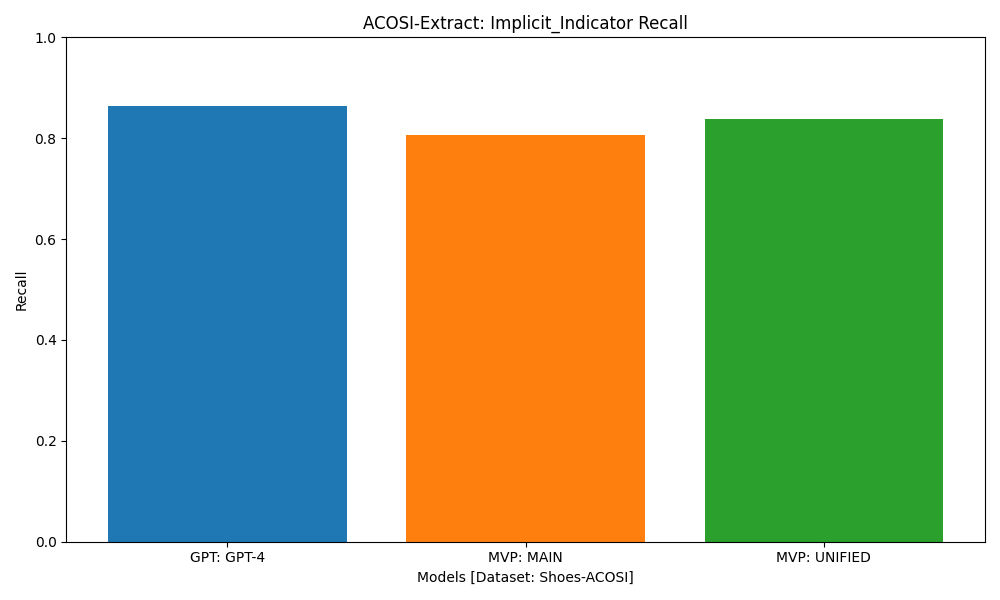 ACOSI-Extract: Implicit_Indicator Recall
1.0
0.8
0.6
0.4
0.2
0.0
Recall
GPT: GPT-4
MVP: MAIN
MVP: UNIFIED
Models [Dataset: Shoes-ACOSI]